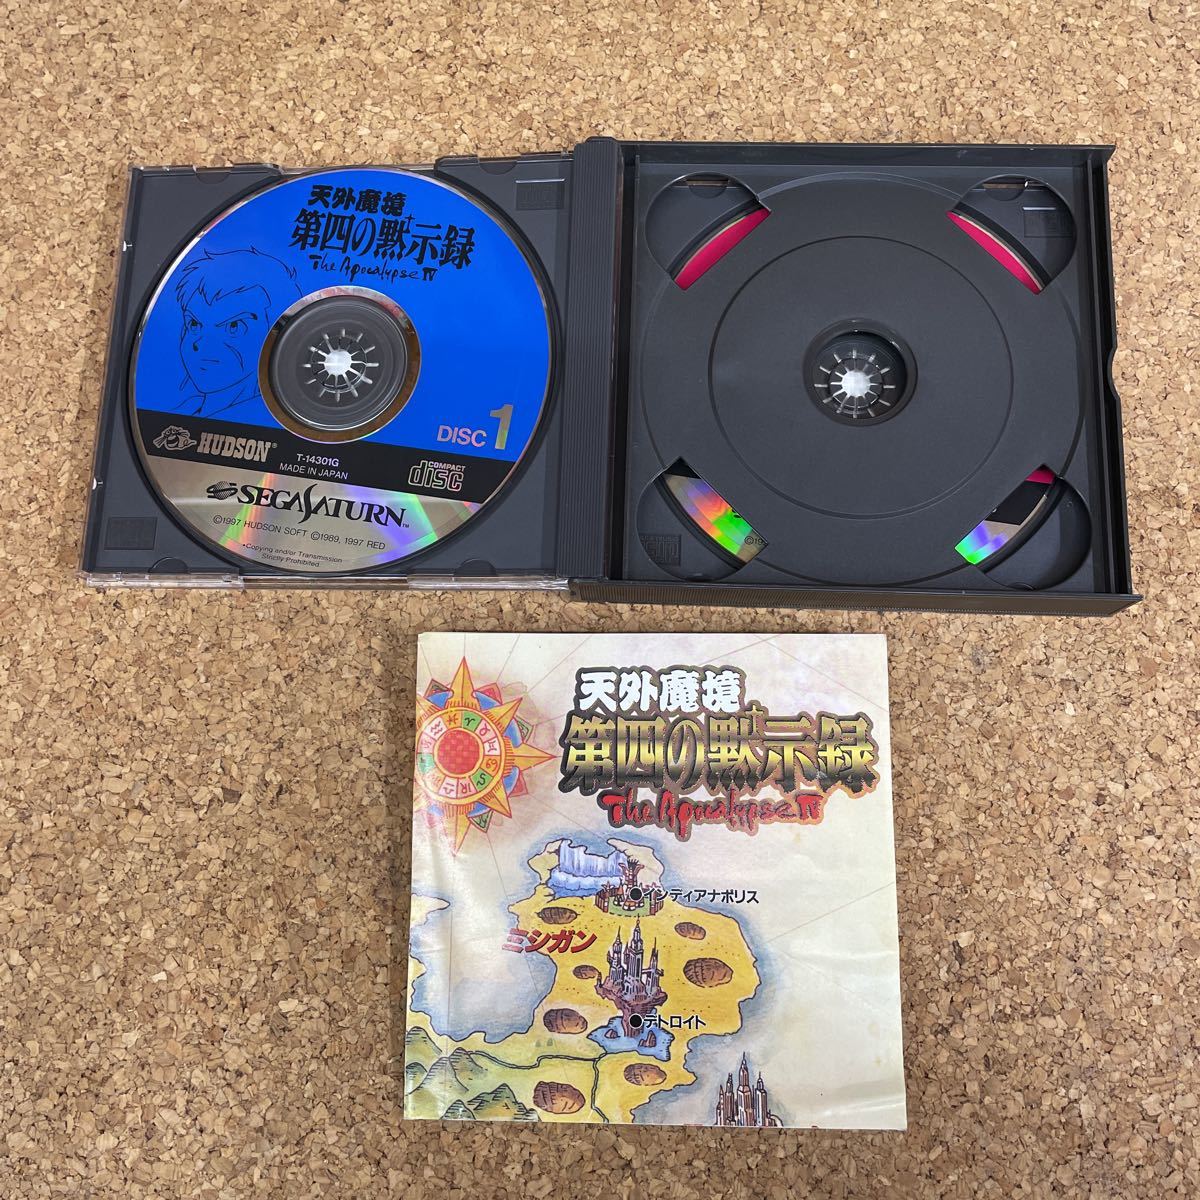 天外魔境
第四の黙示録
The Apocalypse IV
DISC 1
HUDSON®
T-14301G
MADE IN JAPAN
COMPACT
disc
SEGA SATURN™
©1997 HUDSON SOFT ©1989, 1997 RED
•Copying and/or Transmission
Strictly Prohibited.
©19
天外魔境
第四の黙示録
The Apocalypse IV
●インディアナポリス
ミシガン
●デトロイト